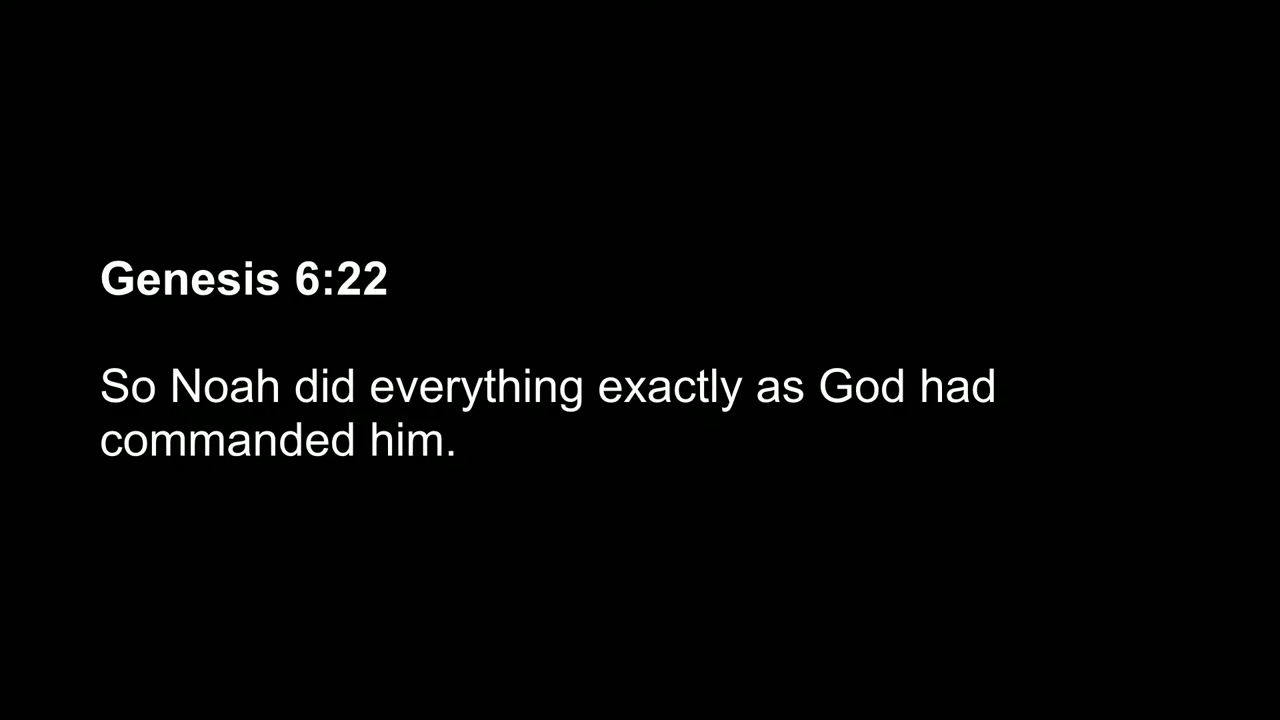 Genesis 6:22
So Noah did everything exactly as God had
commanded him.